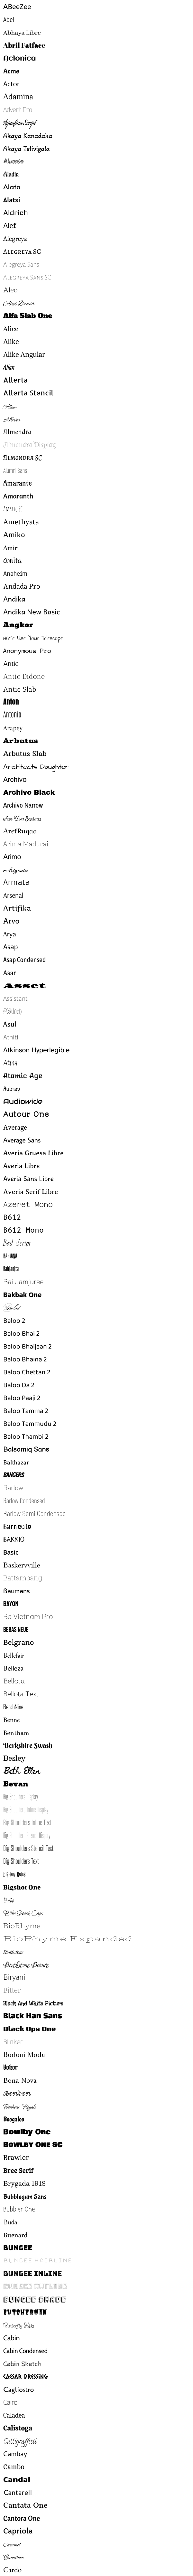 ABeeZee
Abel
Abhaya Libre
Abril Fatface
Aclonica
Acme
Actor
Adamina
Advent Pro
Aguafina Script
Akaya Kanadaka
Akaya Telivigala
Akronim
Aladin
Alata
Alatsi
Aldrich
Alef
Alegreya
Alegreya SC
Alegreya Sans
Alegreya Sans SC
Aleo
Alex Brush
Alfa Slab One
Alice
Alike
Alike Angular
Allan
Allerta
Allerta Stencil
Allison
Allura
Almendra
Almendra Display
Almendra SC
Alumni Sans
Amarante
Amaranth
Amatic SC
Amethysta
Amiko
Amiri
Amita
Anaheim
Andada Pro
Andika
Andika New Basic
Angkor
Annie Use Your Telescope
Anonymous Pro
Antic
Antic Didone
Antic Slab
Anton
Antonio
Arapey
Arbutus
Arbutus Slab
Architects Daughter
Archivo
Archivo Black
Archivo Narrow
Are You Serious
Aref Ruqaa
Arima Madurai
Arimo
Arizonia
Armata
Arsenal
Artifika
Arvo
Arya
Asap
Asap Condensed
Asar
Asset
Assistant
Astloch
Asul
Athiti
Atkinson Hyperlegible
Atma
Atomic Age
Aubrey
Audiowide
Autour One
Average
Average Sans
Averia Gruesa Libre
Averia Libre
Averia Sans Libre
Averia Serif Libre
Azeret Mono
B612
B612 Mono
Bad Script
Bahiana
Bahianita
Bai Jamjuree
Bakbak One
Ballet
Baloo 2
Baloo Bhai 2
Baloo Bhaijaan 2
Baloo Bhaina 2
Baloo Chettan 2
Baloo Da 2
Baloo Paaji 2
Baloo Tamma 2
Baloo Tammudu 2
Baloo Thambi 2
Balsamiq Sans
Balthazar
Bangers
Barlow
Barlow Condensed
Barlow Semi Condensed
Barriecito
Barrio
Basic
Baskervville
Battambang
Baumans
Bayon
Be Vietnam Pro
Bebas Neue
Belgrano
Bellefair
Belleza
Bellota
Bellota Text
BenchNine
Benne
Bentham
Berkshire Swash
Besley
Beth Ellen
Bevan
Big Shoulders Display
Big Shoulders Inline Display
Big Shoulders Inline Text
Big Shoulders Stencil Display
Big Shoulders Stencil Text
Big Shoulders Text
Bigelow Rules
Bigshot One
Bilbo
Bilbo Swash Caps
BioRhyme
BioRhyme Expanded
Birthstone
Birthstone Bounce
Biryani
Bitter
Black And White Picture
Black Han Sans
Black Ops One
Blinker
Bodoni Moda
Bokor
Bona Nova
Bonbon
Bonheur Royale
Boogaloo
Bowlby One
Bowlby One SC
Brawler
Bree Serif
Brygada 1918
Bubblegum Sans
Bubbler One
Buda
Buenard
Bungee
Bungee Hairline
Bungee Inline
Bungee Outline
Bungee Shade
Butcherman
Butterfly Kids
Cabin
Cabin Condensed
Cabin Sketch
Caesar Dressing
Cagliostro
Cairo
Caladea
Calistoga
Calligraffitti
Cambay
Cambo
Candal
Cantarell
Cantata One
Cantora One
Capriola
Caramel
Carattere
Cardo